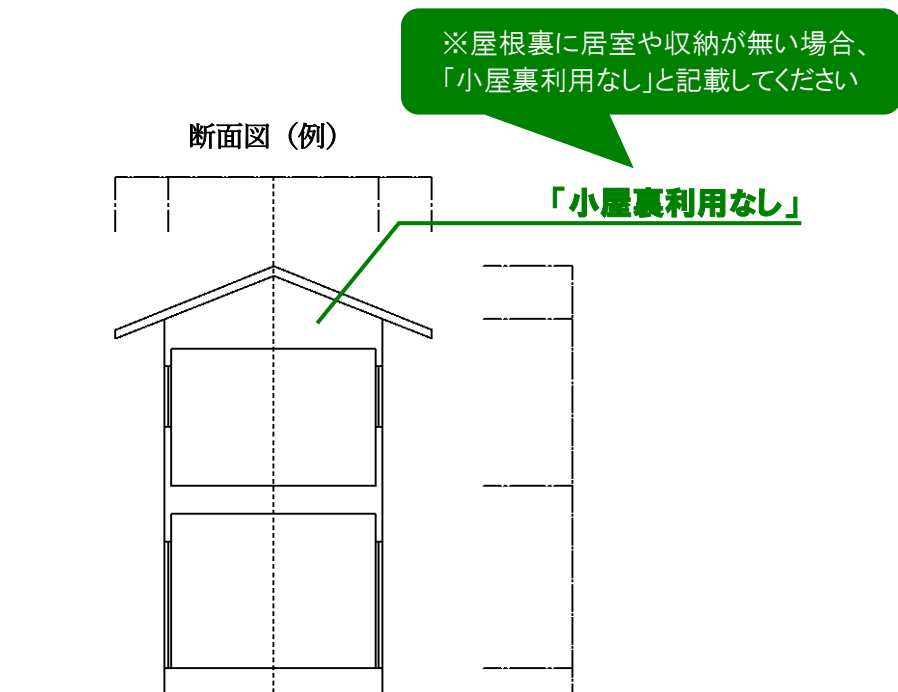 ※屋根裏に居室や収納が無い場合、
「小屋裏利用なし」と記載してください
断面図（例）
「小屋裏利用なし」